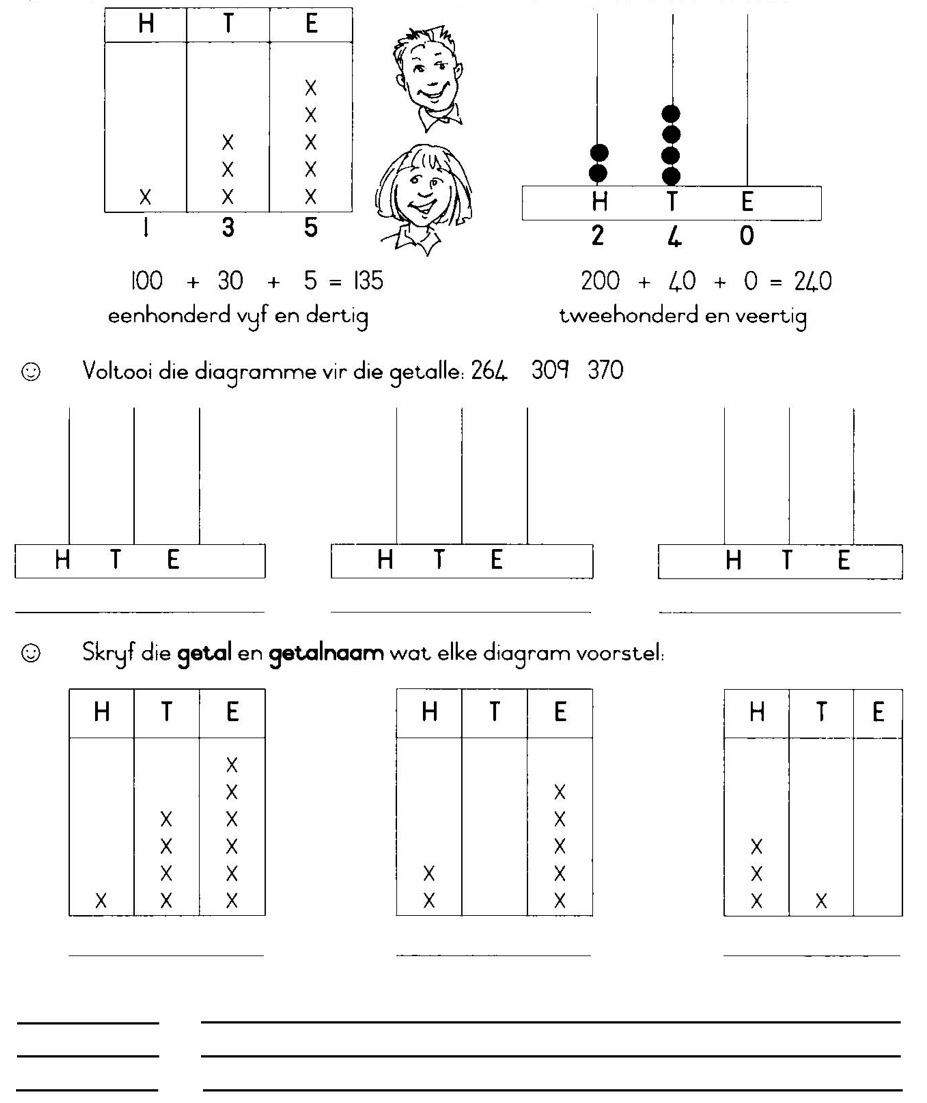 H T E
X
X
X X
X X
X X X
1 3 5
100 + 30 + 5 = 135
eenhonderd vyf en dertig
H T E
2 4 0
200 + 40 + 0 = 240
tweehonderd en veertig
Voltooi die diagramme vir die getalle: 264 309 370
H T E
H T E
H T E
Skryf die getal en getalnaam wat elke diagram voorstel:
H T E
X
X
X X
X X
X X
X X X
H T E
X
X
X
X X
X X
H T E
X
X
X X